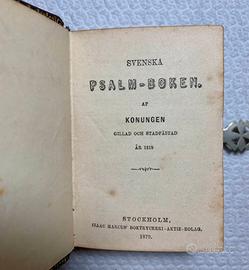 SVENSKA
PSALM-BOKEN.
AF
KONUNGEN
GILLAD OCH STADFÄSTAD
ÅR 1819
STOCKHOLM,
ISAAC MARCUS' BOKTRYCKERI-AKTIE-BOLAG.
1879.